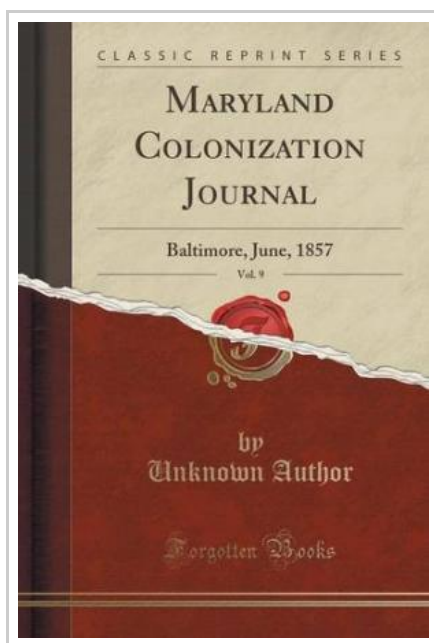 CLASSIC REPRINT SERIES
MARYLAND
COLONIZATION
JOURNAL
Baltimore, June, 1857
Vol. 9
F
by
Unknown Author
Forgotten Books